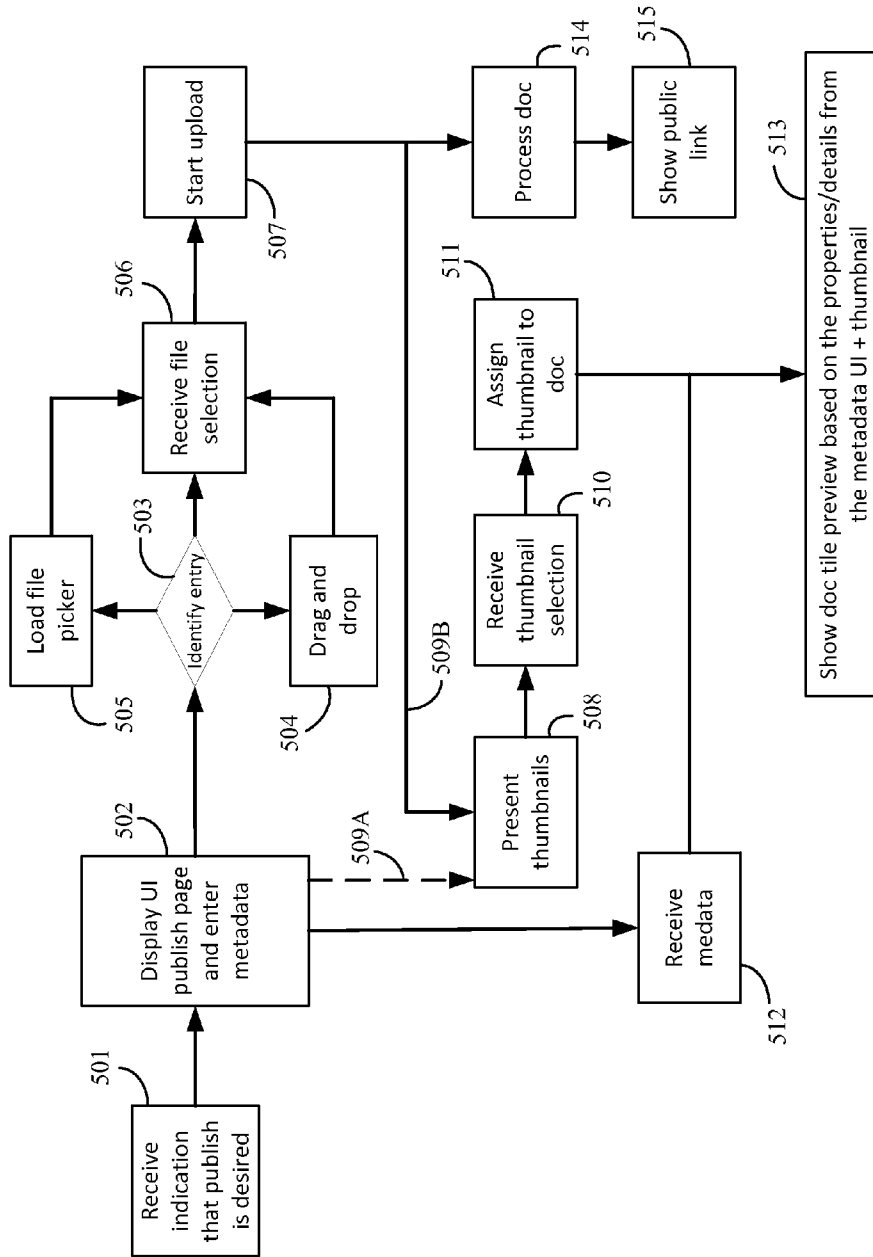 501
Receive
indication
that publish
is desired
502
Display UI
publish page
and enter
metadata
505
Load file
picker
503
Identify entry
504
Drag and
drop
506
Receive file
selection
507
Start upload
509A
509B
508
Present
thumbnails
510
Receive
thumbnail
selection
511
Assign
thumbnail to
doc
514
Process doc
515
Show public
link
512
Receive
medata
513
Show doc tile preview based on the properties/details from
the metadata UI + thumbnail